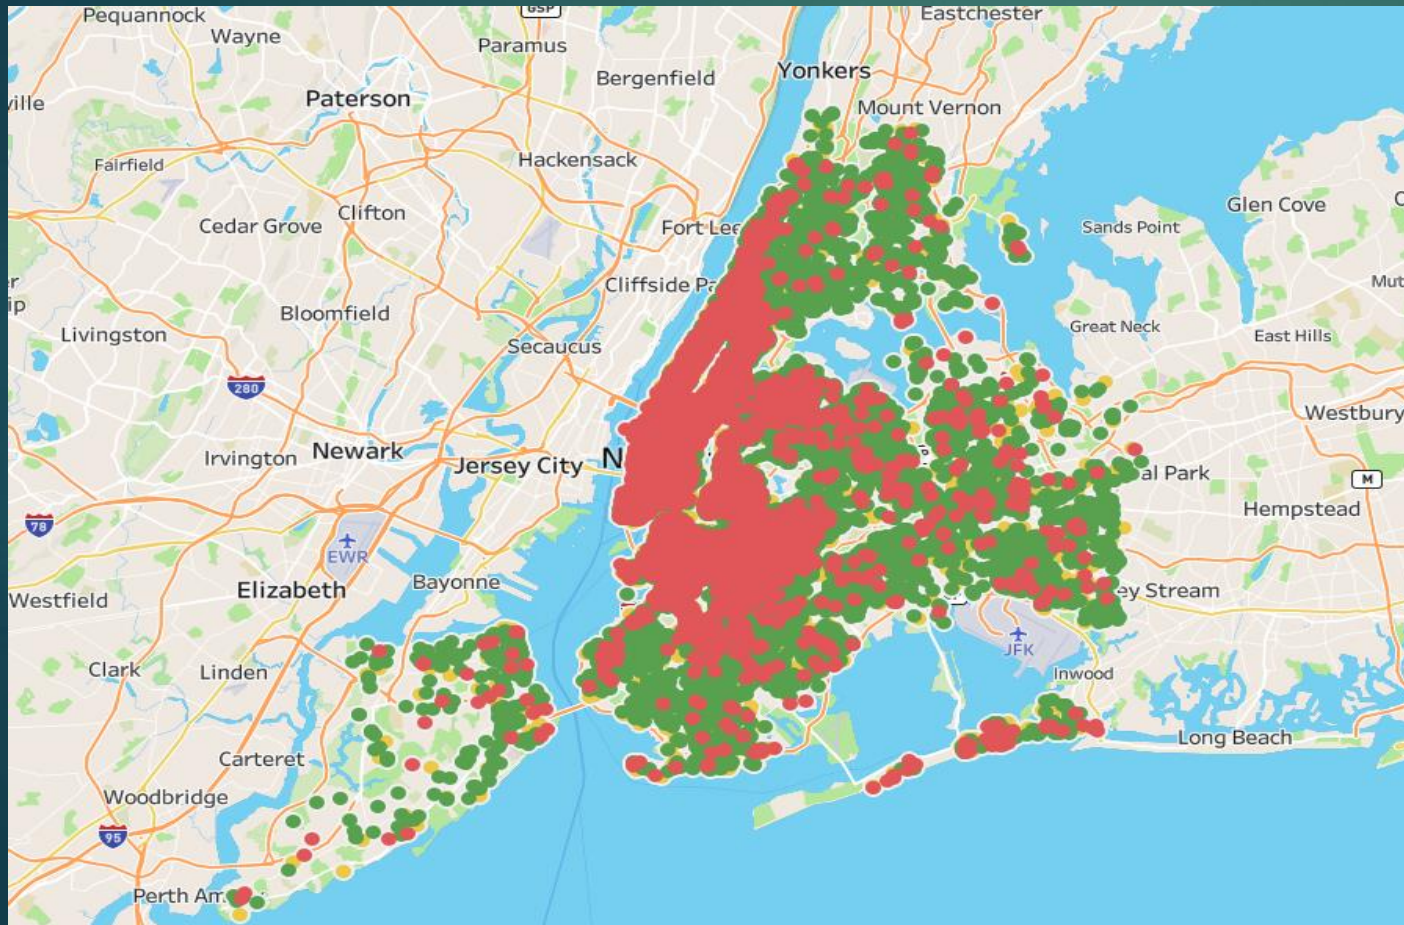 Pequannock
GSP
Eastchester
Wayne
Paramus
Bergenfield
Yonkers
ville
Paterson
Mount Vernon
Fairfield
Hackensack
Clifton
Cedar Grove
Fort Lee
Sands Point
Glen Cove
Cliffside Pa
Bloomfield
Livingston
Secaucus
Great Neck
East Hills
280
Westbury
Newark
Irvington
Jersey City
N
al Park
M
Hempstead
78
EWR
Elizabeth
Bayonne
Westfield
ey Stream
JFK
Clark
Linden
Inwood
Long Beach
Carteret
Woodbridge
95
Perth Am